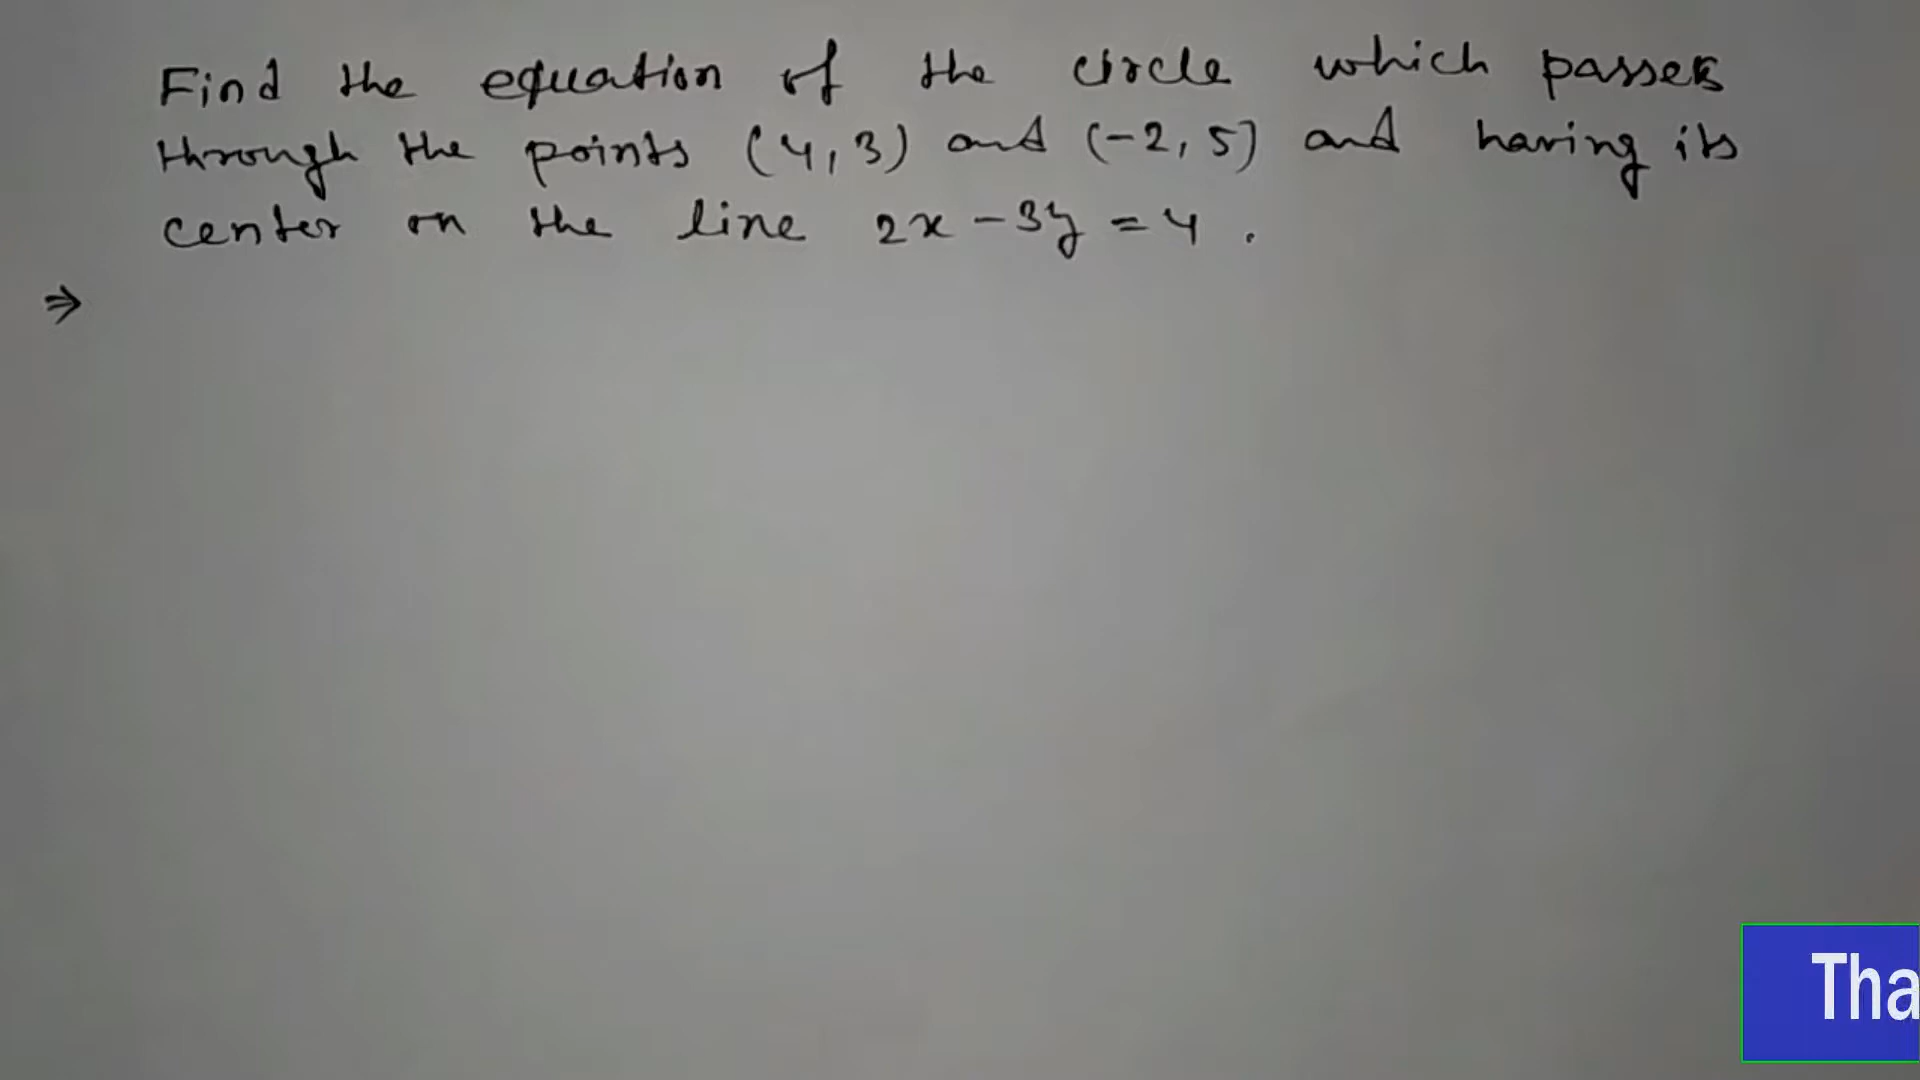 Find the equation of the circle which passes
through the points (4,3) and (-2,5) and having its
center on the line 2x-3y=4.
⇒
Tha